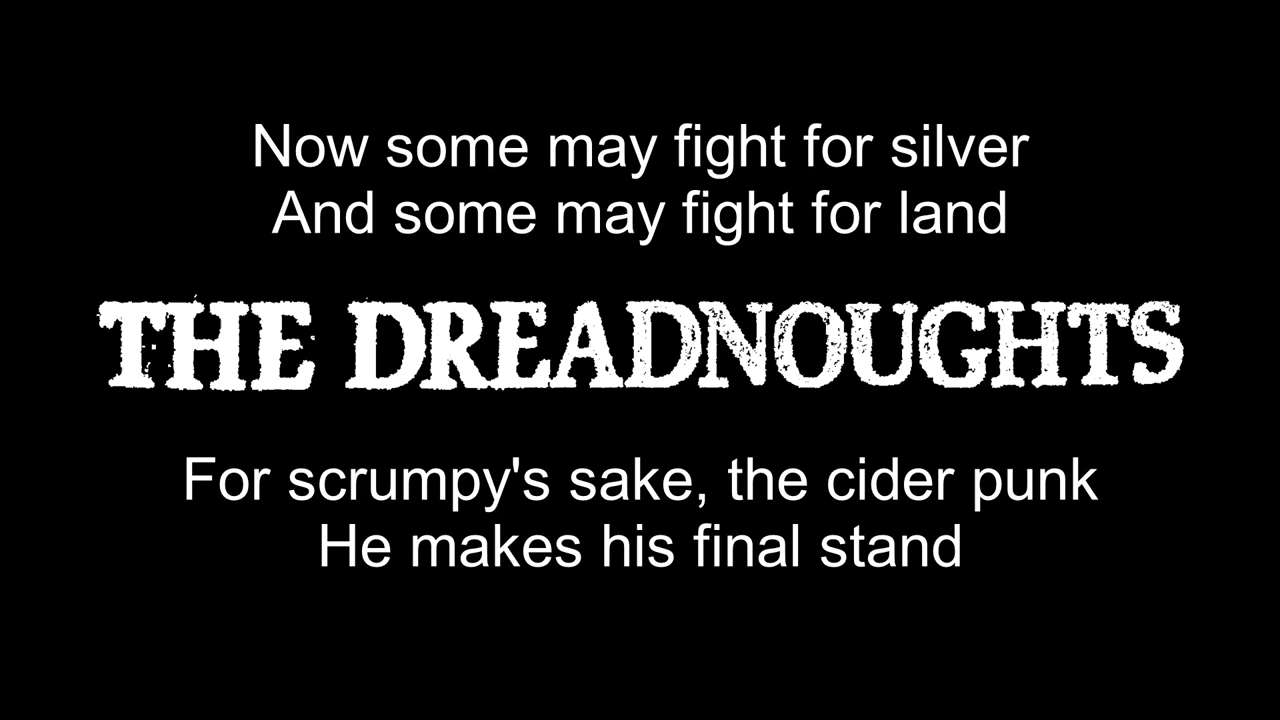 Now some may fight for silver
And some may fight for land
THE DREADNOUGHTS
For scrumpy's sake, the cider punk
He makes his final stand